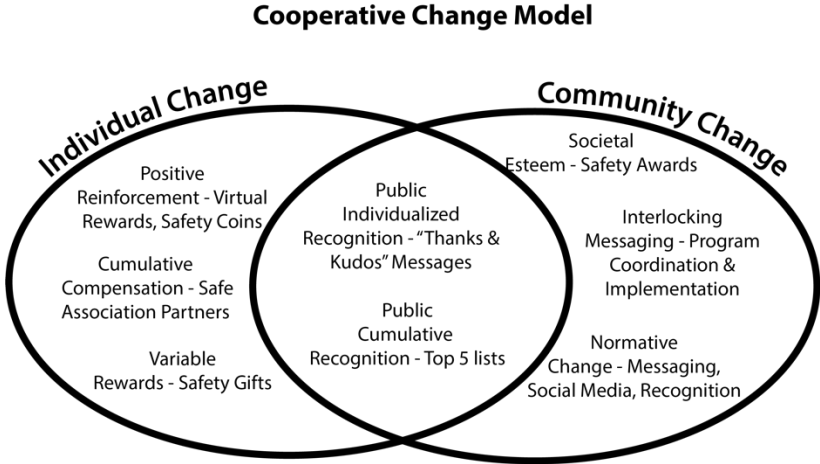 Cooperative Change Model
Individual Change
Positive
Reinforcement - Virtual
Rewards, Safety Coins
Cumulative
Compensation - Safe
Association Partners
Variable
Rewards - Safety Gifts
Public
Individualized
Recognition - “Thanks &
Kudos” Messages
Public
Cumulative
Recognition - Top 5 lists
Community Change
Societal
Esteem - Safety Awards
Interlocking
Messaging - Program
Coordination &
Implementation
Normative
Change - Messaging,
Social Media, Recognition